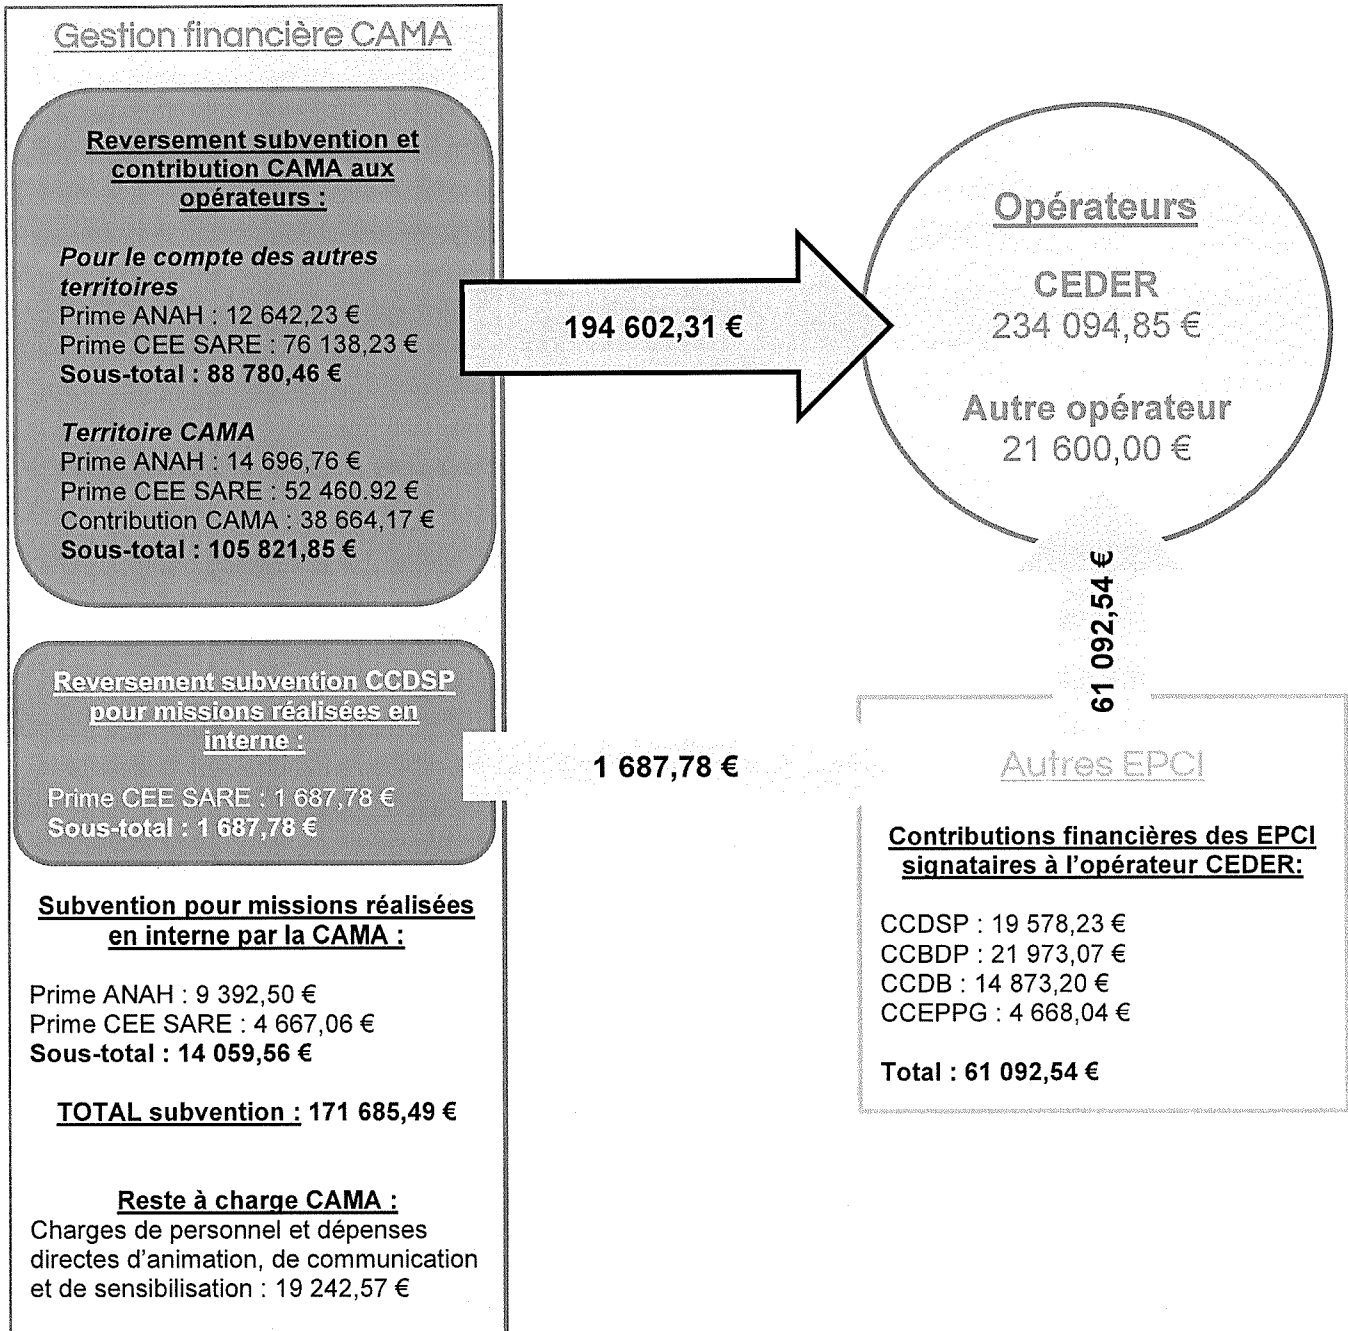 Gestion financière CAMA
Reversement subvention et
contribution CAMA aux
opérateurs :
Pour le compte des autres
territoires
Prime ANAH : 12 642,23 €
Prime CEE SARE : 76 138,23 €
Sous-total : 88 780,46 €
Territoire CAMA
Prime ANAH : 14 696,76 €
Prime CEE SARE : 52 460.92 €
Contribution CAMA : 38 664,17 €
Sous-total : 105 821,85 €
Reversement subvention CCDSP
pour missions réalisées en
interne :
Prime CEE SARE : 1 687,78 €
Sous-total : 1 687,78 €
Subvention pour missions réalisées
en interne par la CAMA :
Prime ANAH : 9 392,50 €
Prime CEE SARE : 4 667,06 €
Sous-total : 14 059,56 €
TOTAL subvention : 171 685,49 €
Reste à charge CAMA :
Charges de personnel et dépenses
directes d'animation, de communication
et de sensibilisation : 19 242,57 €
194 602,31 €
1 687,78 €
Opérateurs
CEDER
234 094,85 €
Autre opérateur
21 600,00 €
61 092,54 €
Autres EPCI
Contributions financières des EPCI
signataires à l'opérateur CEDER:
CCDSP : 19 578,23 €
CCBDP : 21 973,07 €
CCDB : 14 873,20 €
CCEPPG : 4 668,04 €
Total : 61 092,54 €